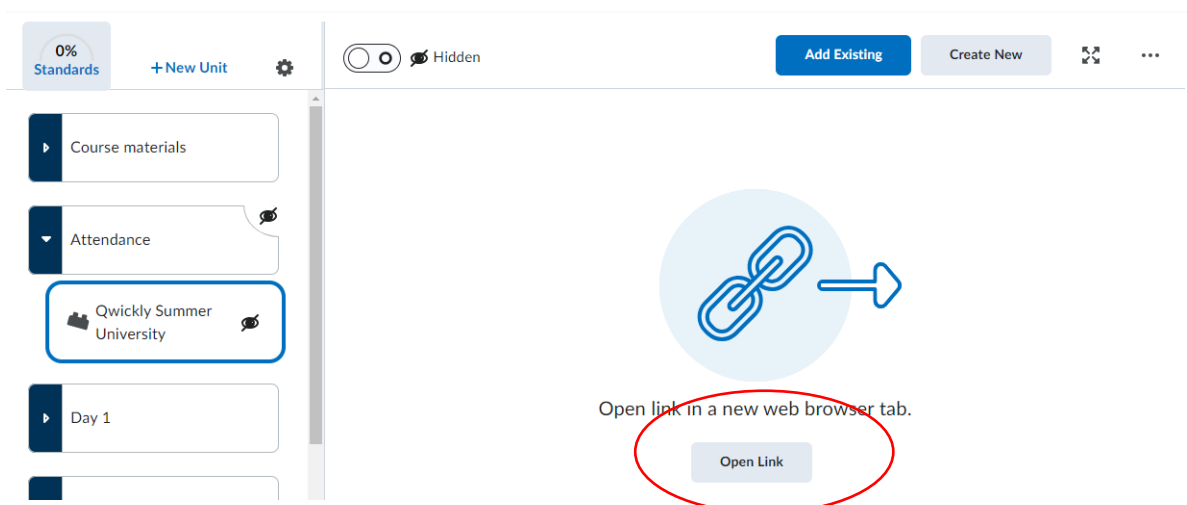 0%
Standards
+ New Unit
Hidden
Add Existing
Create New
Course materials
Attendance
Qwickly Summer
University
Day 1
Open link in a new web browser tab.
Open Link